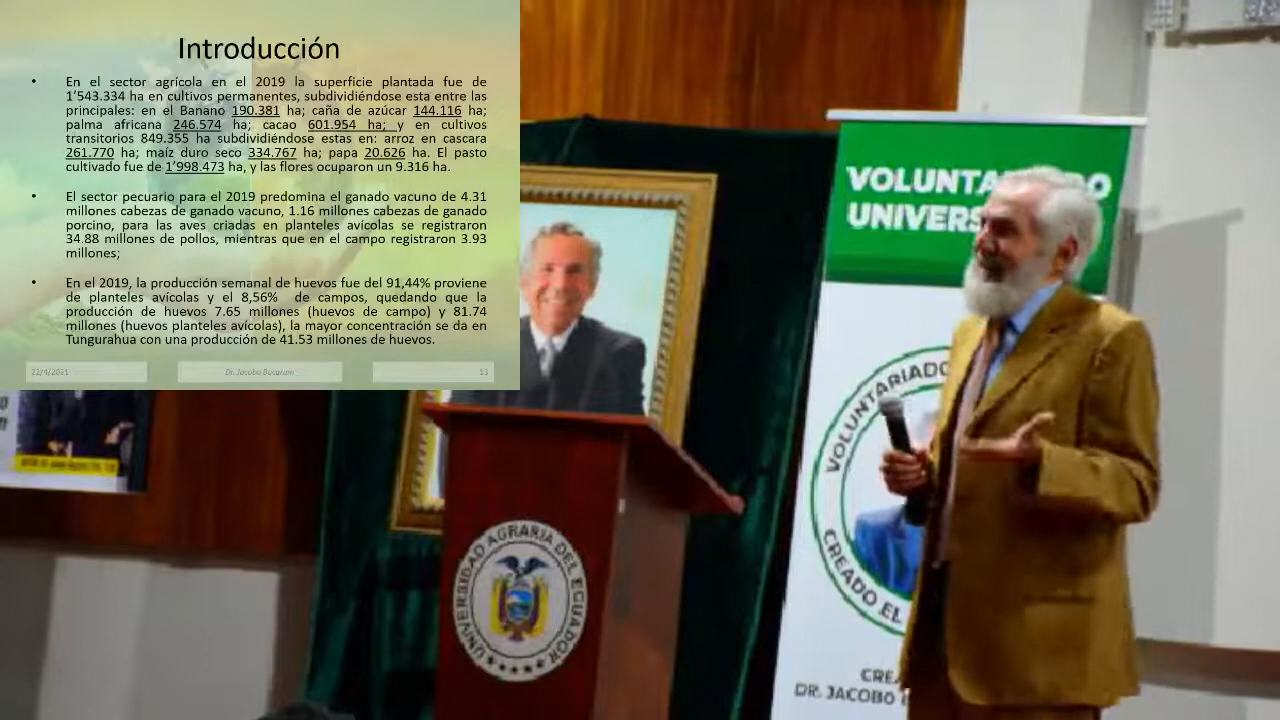 Introducción
• En el sector agrícola en el 2019 la superficie plantada fue de
1'543.334 ha en cultivos permanentes, subdividiéndose esta entre las
principales: en el Banano 190.381 ha; caña de azúcar 144.116 ha;
palma africana 246.574 ha; cacao 601.954 ha; y en cultivos
transitorios 849.355 ha subdividiéndose estas en: arroz en cascara
261.770 ha; maíz duro seco 334.767 ha; papa 20.626 ha. El pasto
cultivado fue de 1'998.473 ha, y las flores ocuparon un 9.316 ha.
• El sector pecuario para el 2019 predomina el ganado vacuno de 4.31
millones cabezas de ganado vacuno, 1.16 millones cabezas de ganado
porcino, para las aves criadas en planteles avícolas se registraron
34.88 millones de pollos, mientras que en el campo registraron 3.93
millones;
• En el 2019, la producción semanal de huevos fue del 91,44% proviene
de planteles avícolas y el 8,56% de campos, quedando que la
producción de huevos 7.65 millones (huevos de campo) y 81.74
millones (huevos planteles avícolas), la mayor concentración se da en
Tungurahua con una producción de 41.53 millones de huevos.
22/4/2021
Dr. Jacobo Bucaram
13
VOLUNTA DO
UNIVERS
VOLUNTARIADO
CREADO EL
CREA
DR. JACOBO
UNIVERSIDAD AGRARIA DEL ECUADOR